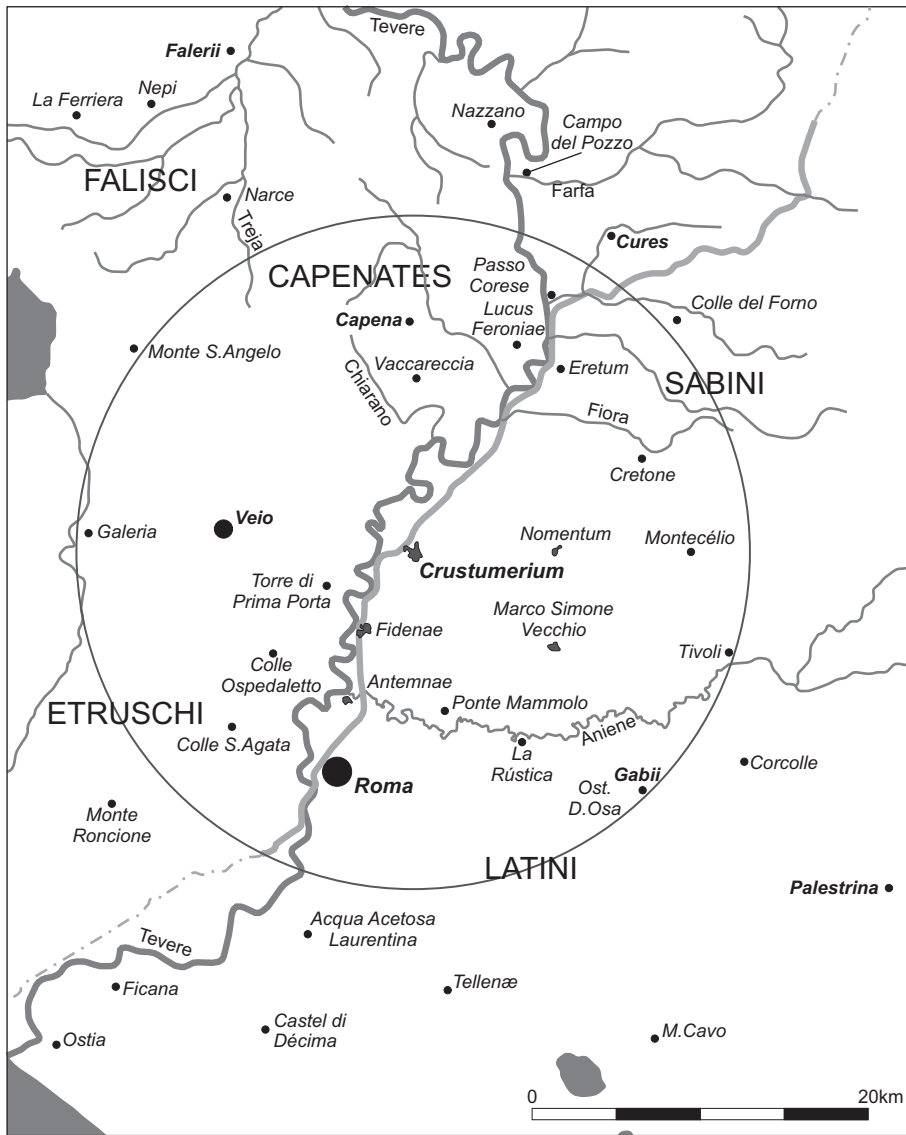 Tevere
Falerii
Nepi
La Ferriera
Nazzano
Campo
del Pozzo
FALISCI
Farfa
Narce
Treja
Cures
CAPENATES
Passo
Corese
Colle del Forno
Lucus
Feroniae
Capena
Monte S.Angelo
Vaccareccia
Chiarano
Eretum
SABINI
Fiora
Cretone
Veio
Galeria
Nomentum
Montecélio
Crustumerium
Torre di
Prima Porta
Marco Simone
Vecchio
Fidenae
Tivoli
Colle
Ospedaletto
Antemnae
ETRUSCHI
Ponte Mammolo
Aniene
Colle S.Agata
La
Rústica
Gabii
Ost.
D.Osa
Corcolle
Roma
Monte
Roncione
LATINI
Palestrina
Acqua Acetosa
Laurentina
Tevere
Ficana
Tellenæ
Castel di
Décima
Ostia
M.Cavo
0
20km